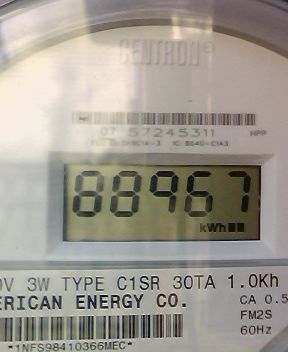 CENTRON®
07 57245311 NPP
88967
kWh
V 3W TYPE C1SR 30TA 1.0Kh
ERICAN ENERGY CO. CA 0.5
FM2S
*1NFS98410366MEC* 60Hz